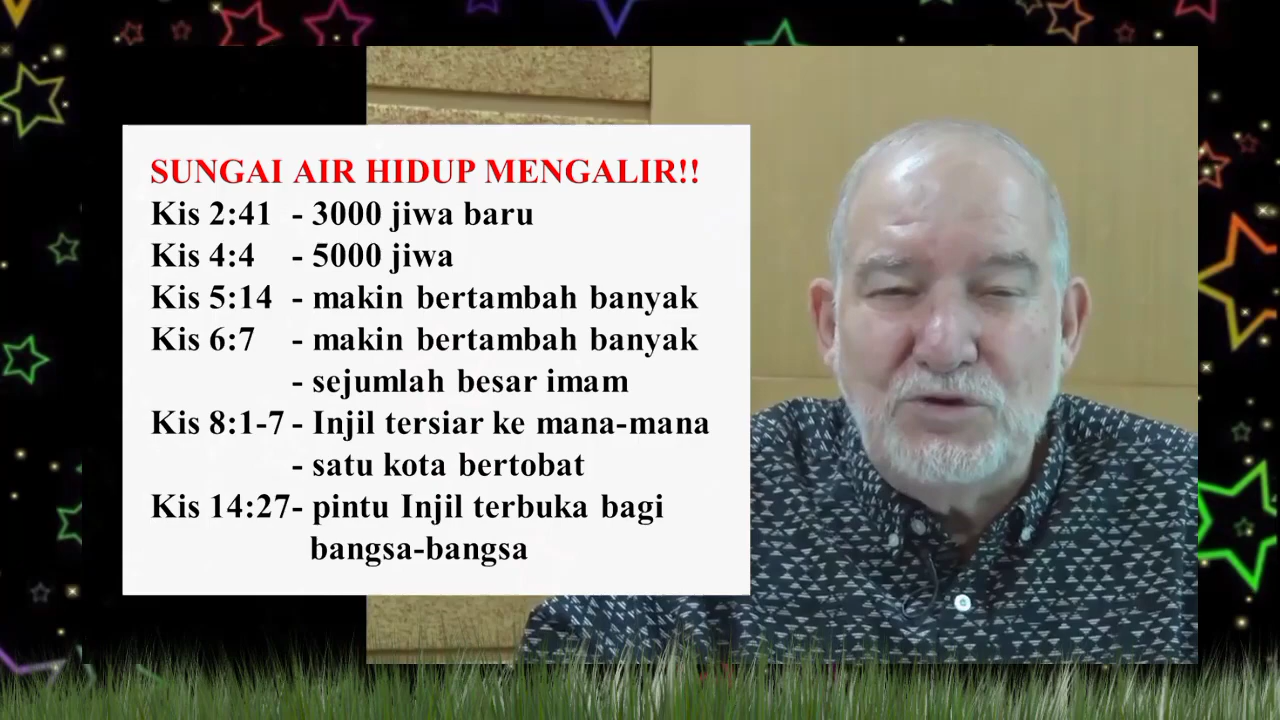 SUNGAI AIR HIDUP MENGALIR!!
Kis 2:41 - 3000 jiwa baru
Kis 4:4 - 5000 jiwa
Kis 5:14 - makin bertambah banyak
Kis 6:7 - makin bertambah banyak
- sejumlah besar imam
Kis 8:1-7 - Injil tersiar ke mana-mana
- satu kota bertobat
Kis 14:27- pintu Injil terbuka bagi
bangsa-bangsa